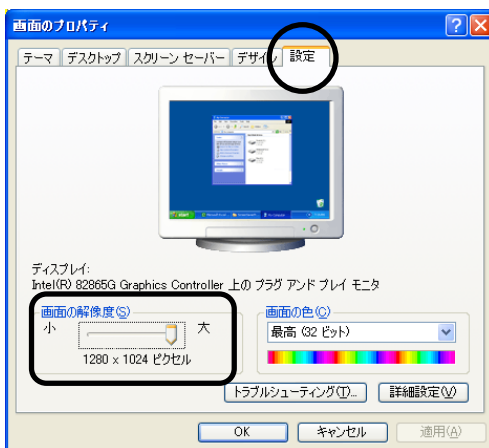 画面のプロパティ
テーマ デスクトップ スクリーン セーバー デザイン 設定
ディスプレイ:
Intel(R) 82865G Graphics Controller 上の プラグ アンド プレイ モニタ
画面の解像度(S) 画面の色(C)
小 大 最高 (32 ビット)
1280 x 1024 ピクセル
トラブルシューティング(T)... 詳細設定(V)
OK キャンセル 適用(A)